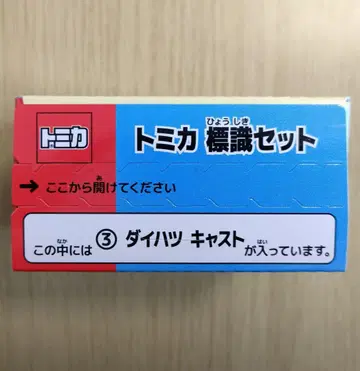 トミカ
ひょうしき
トミカ 標識セット
あ
→ ここから開けてください
なか
はい
この中には ③ ダイハツ キャスト が入っています。